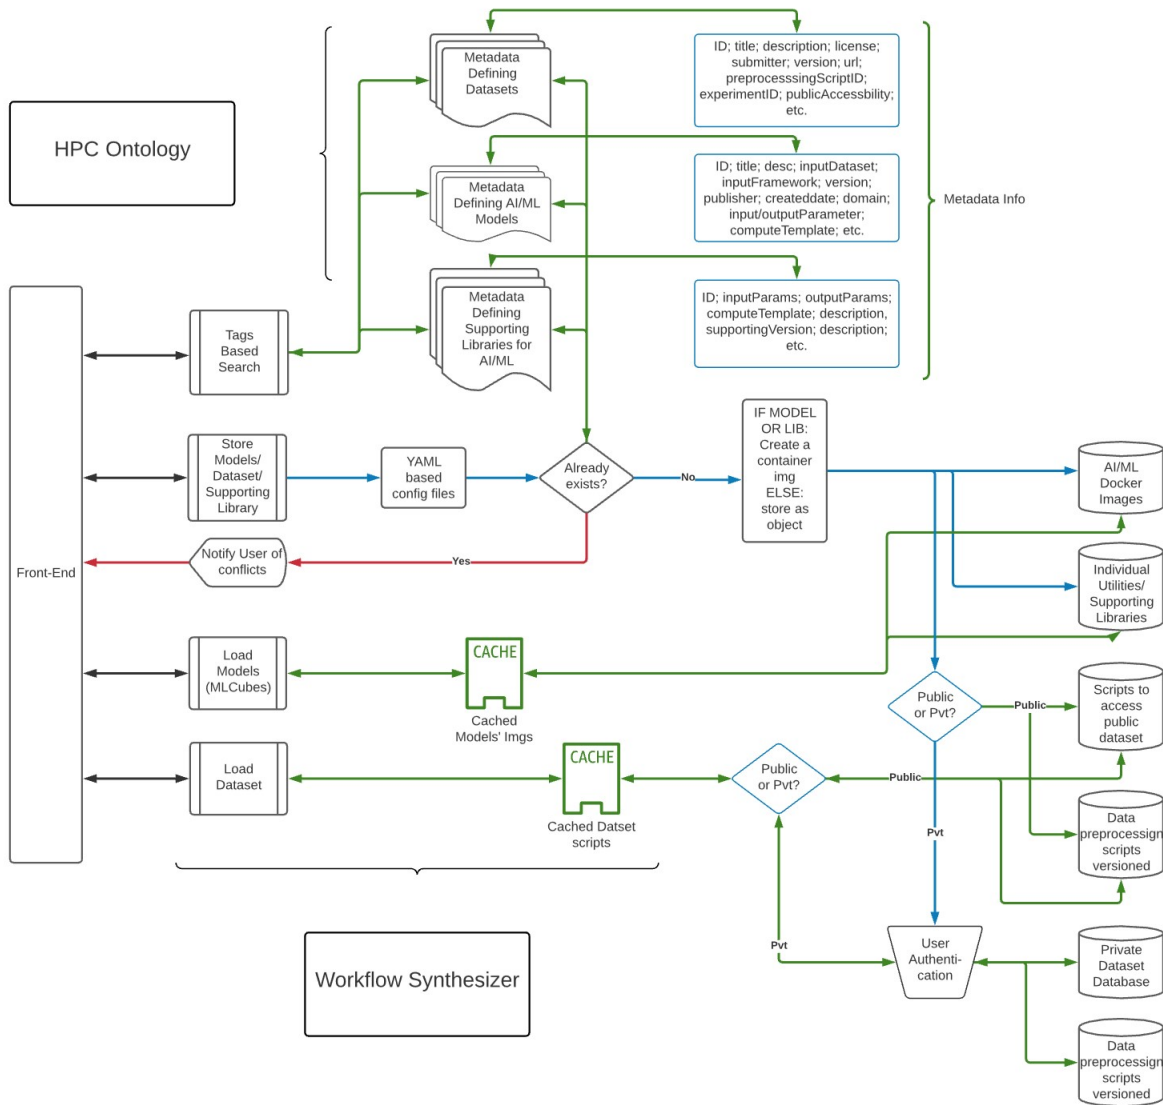 HPC Ontology
Metadata
Defining
Datasets
ID; title; description; license;
submitter; version; url;
preprocesssingScriptID;
experimentID; publicAccessbility;
etc.
Metadata
Defining AI/ML
Models
ID; title; desc; inputDataset;
inputFramework; version;
publisher; createddate; domain;
input/outputParameter;
computeTemplate; etc.
Metadata Info
Metadata
Defining
Supporting
Libraries for
AI/ML
ID; inputParams; outputParams;
computeTemplate; description,
supportingVersion; description;
etc.
Front-End
Tags
Based
Search
Store
Models/
Dataset/
Supporting
Library
YAML
based
config files
Already
exists?
No
IF MODEL
OR LIB:
Create a
container
img
ELSE:
store as
object
AI/ML
Docker
Images
Notify User of
conflicts
Yes
Individual
Utilities/
Supporting
Libraries
Load
Models
(MLCubes)
CACHE
Cached
Models' Imgs
Public
or Pvt?
Public
Scripts to
access
public
dataset
Load
Dataset
CACHE
Cached Datset
scripts
Public
or Pvt?
Public
Pvt
Data
preprocessign
scripts
versioned
Pvt
User
Authenti-
cation
Private
Dataset
Database
Data
preprocessign
scripts
versioned
Workflow Synthesizer